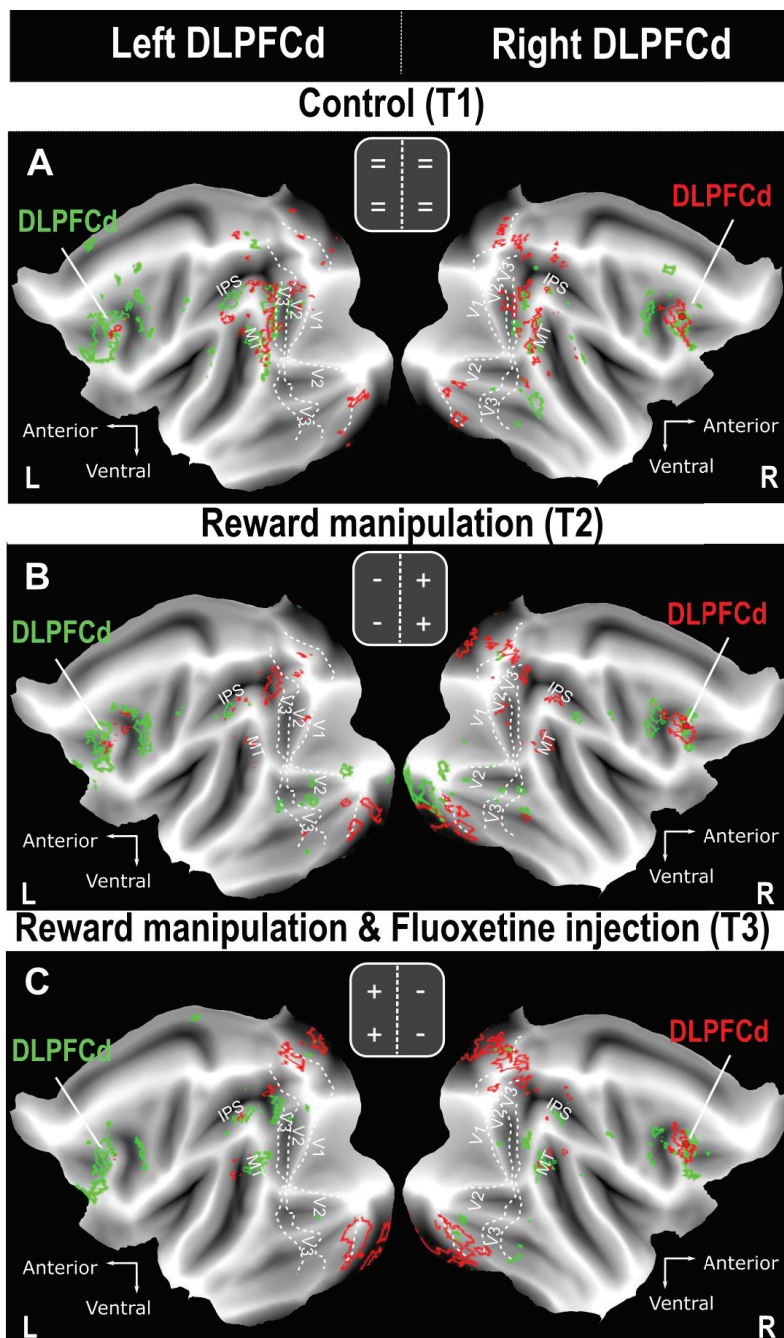 Left DLPFCd Right DLPFCd
Control (T1)
A
= =
= =
DLPFCd DLPFCd
IPS V3 V2 V1 MT V2 V3
V1 V2 V3 IPS MT V2 V3
Anterior Anterior
Ventral Ventral
L R
Reward manipulation (T2)
B
- +
- +
DLPFCd DLPFCd
IPS V3 V2 V1 MT V2 V3
V1 V2 V3 IPS MT V2 V3
Anterior Anterior
Ventral Ventral
L R
Reward manipulation & Fluoxetine injection (T3)
C
+ -
+ -
DLPFCd DLPFCd
IPS V3 V2 V1 MT V2 V3
V1 V2 V3 IPS MT V2 V3
Anterior Anterior
Ventral Ventral
L R